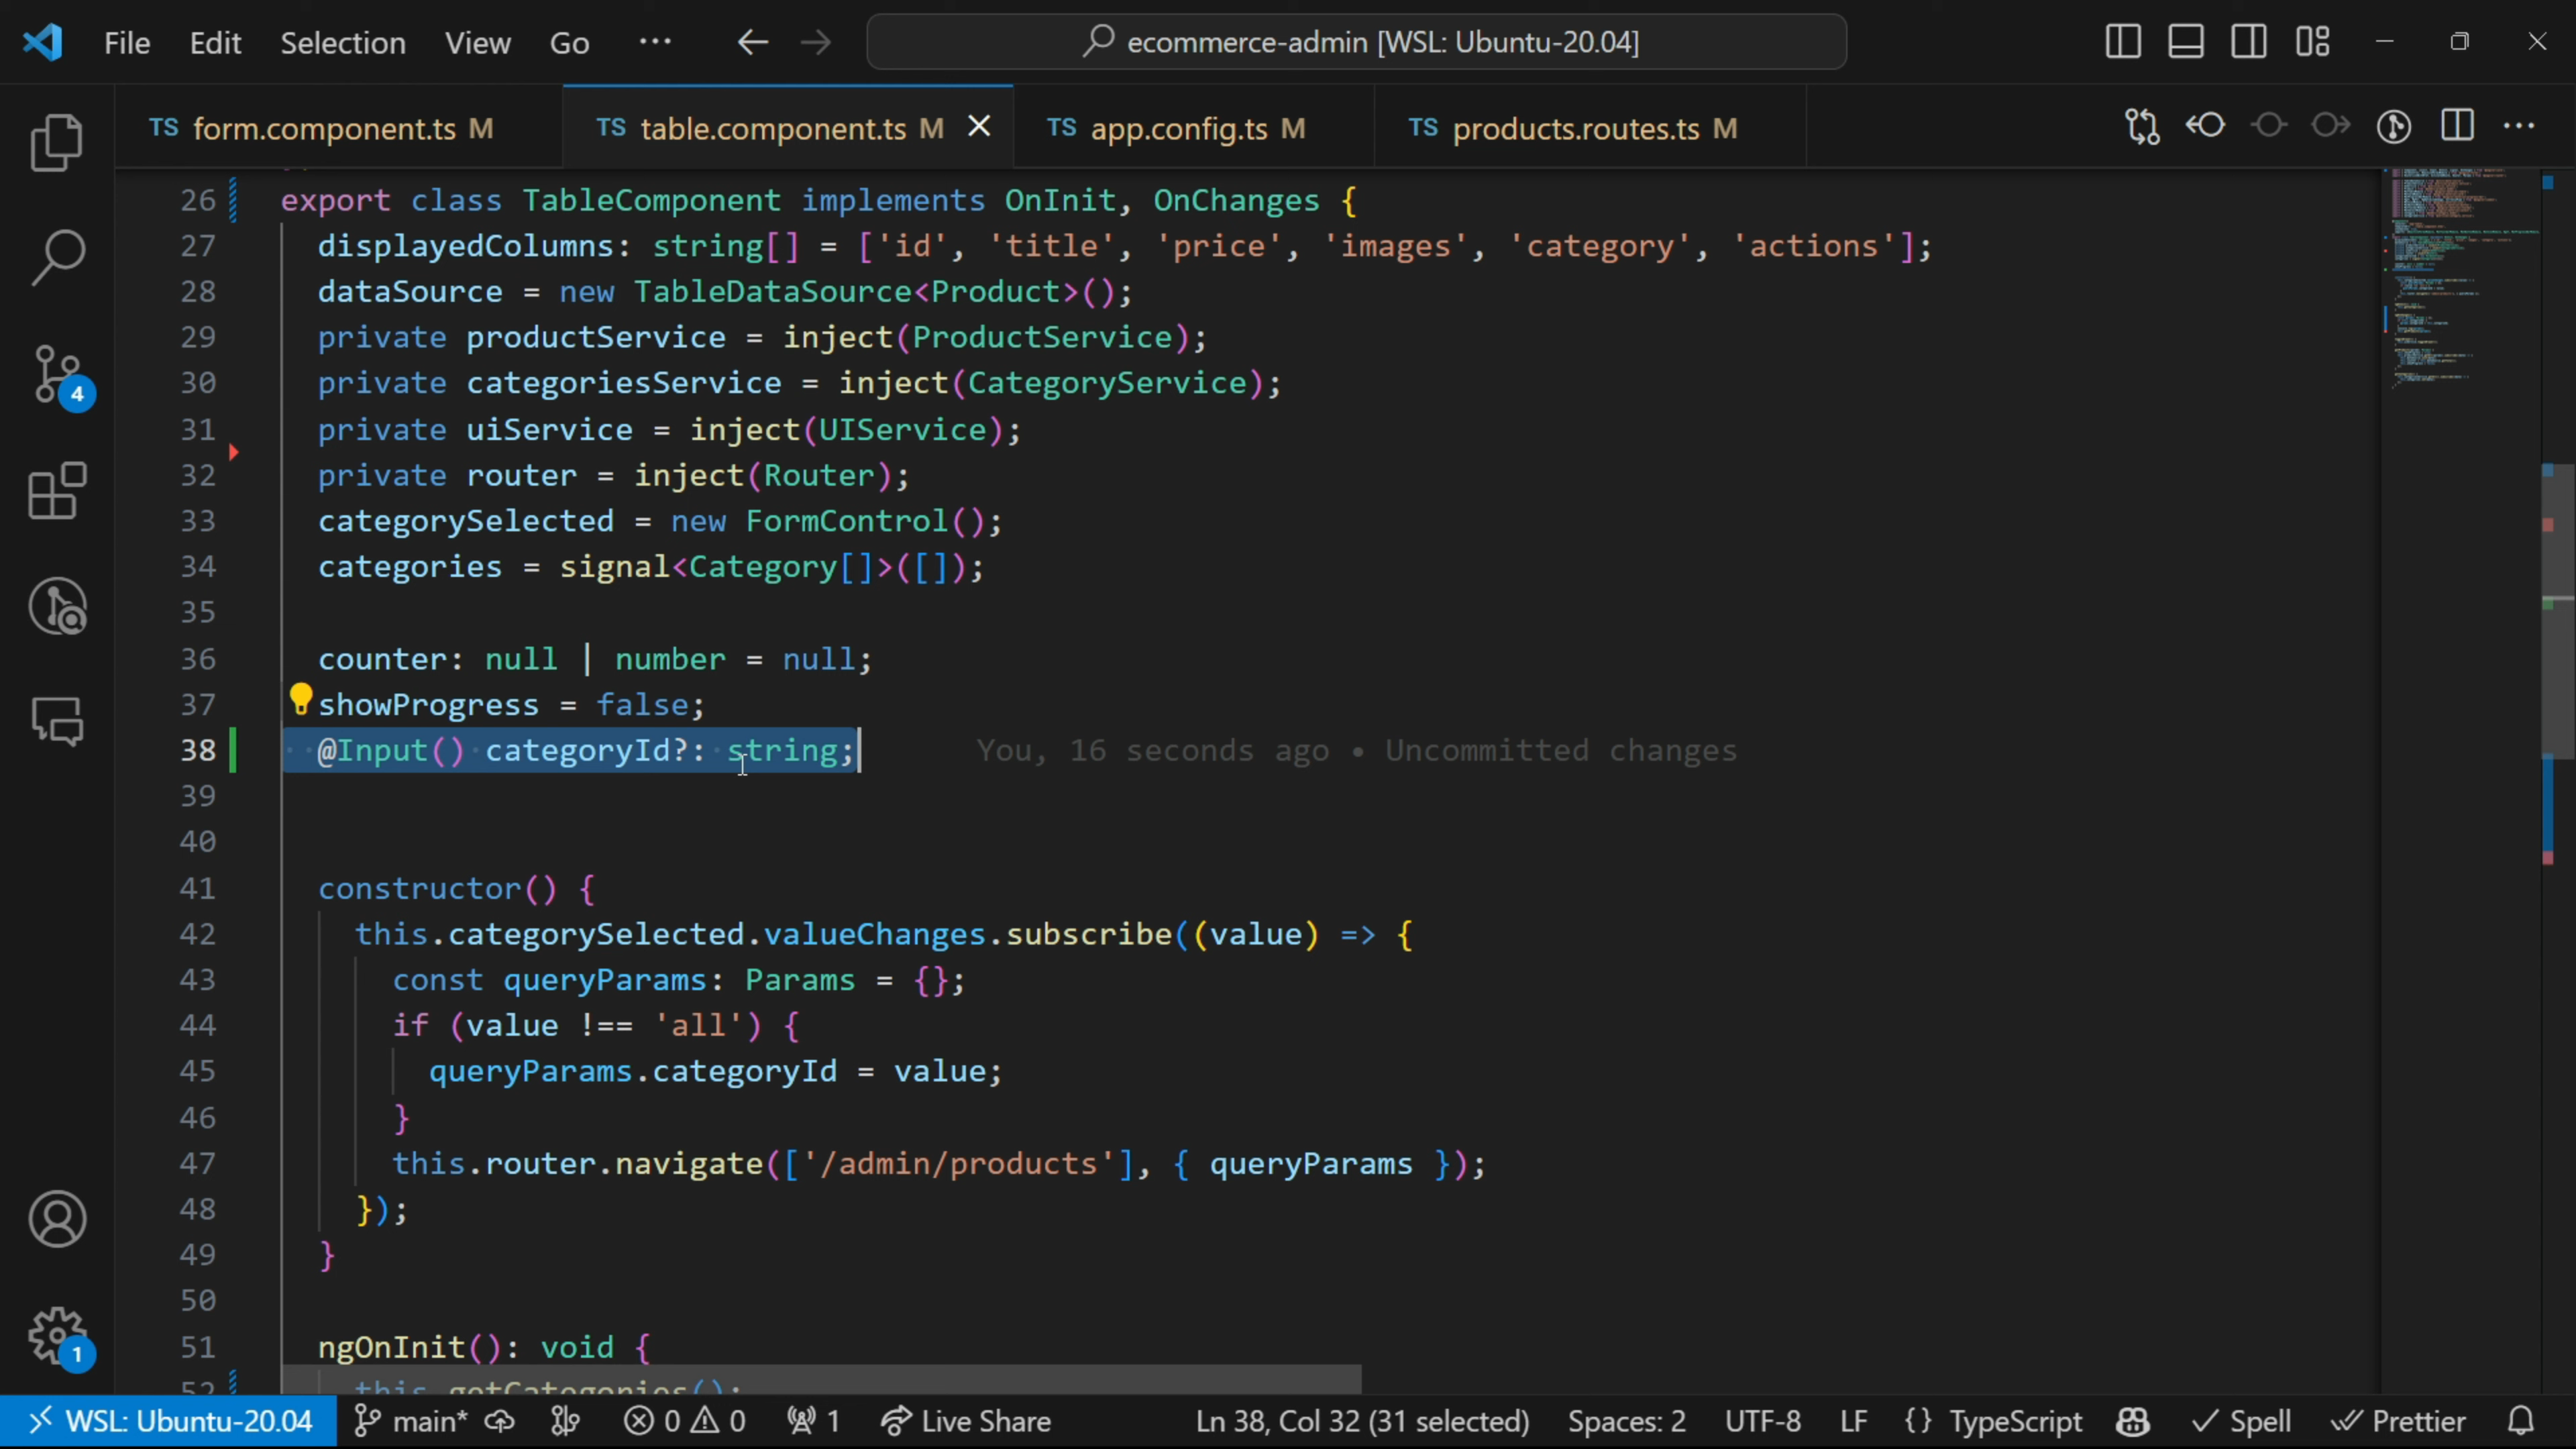 File Edit Selection View Go ··· ecommerce-admin [WSL: Ubuntu-20.04]
TS form.component.ts M TS table.component.ts M TS app.config.ts M TS products.routes.ts M
26 export class TableComponent implements OnInit, OnChanges {
27 displayedColumns: string[] = ['id', 'title', 'price', 'images', 'category', 'actions'];
28 dataSource = new TableDataSource<Product>();
29 private productService = inject(ProductService);
30 private categoriesService = inject(CategoryService);
31 private uiService = inject(UIService);
32 private router = inject(Router);
33 categorySelected = new FormControl();
34 categories = signal<Category[]>([]);
35
36 counter: null | number = null;
37 showProgress = false;
38 @Input() categoryId?: string; You, 16 seconds ago • Uncommitted changes
39
40
41 constructor() {
42 this.categorySelected.valueChanges.subscribe((value) => {
43 const queryParams: Params = {};
44 if (value !== 'all') {
45 queryParams.categoryId = value;
46 }
47 this.router.navigate(['/admin/products'], { queryParams });
48 });
49 }
50
51 ngOnInit(): void {
52 this.getCategories();
4
1
WSL: Ubuntu-20.04 main* 0 0 1 Live Share Ln 38, Col 32 (31 selected) Spaces: 2 UTF-8 LF {} TypeScript Spell Prettier